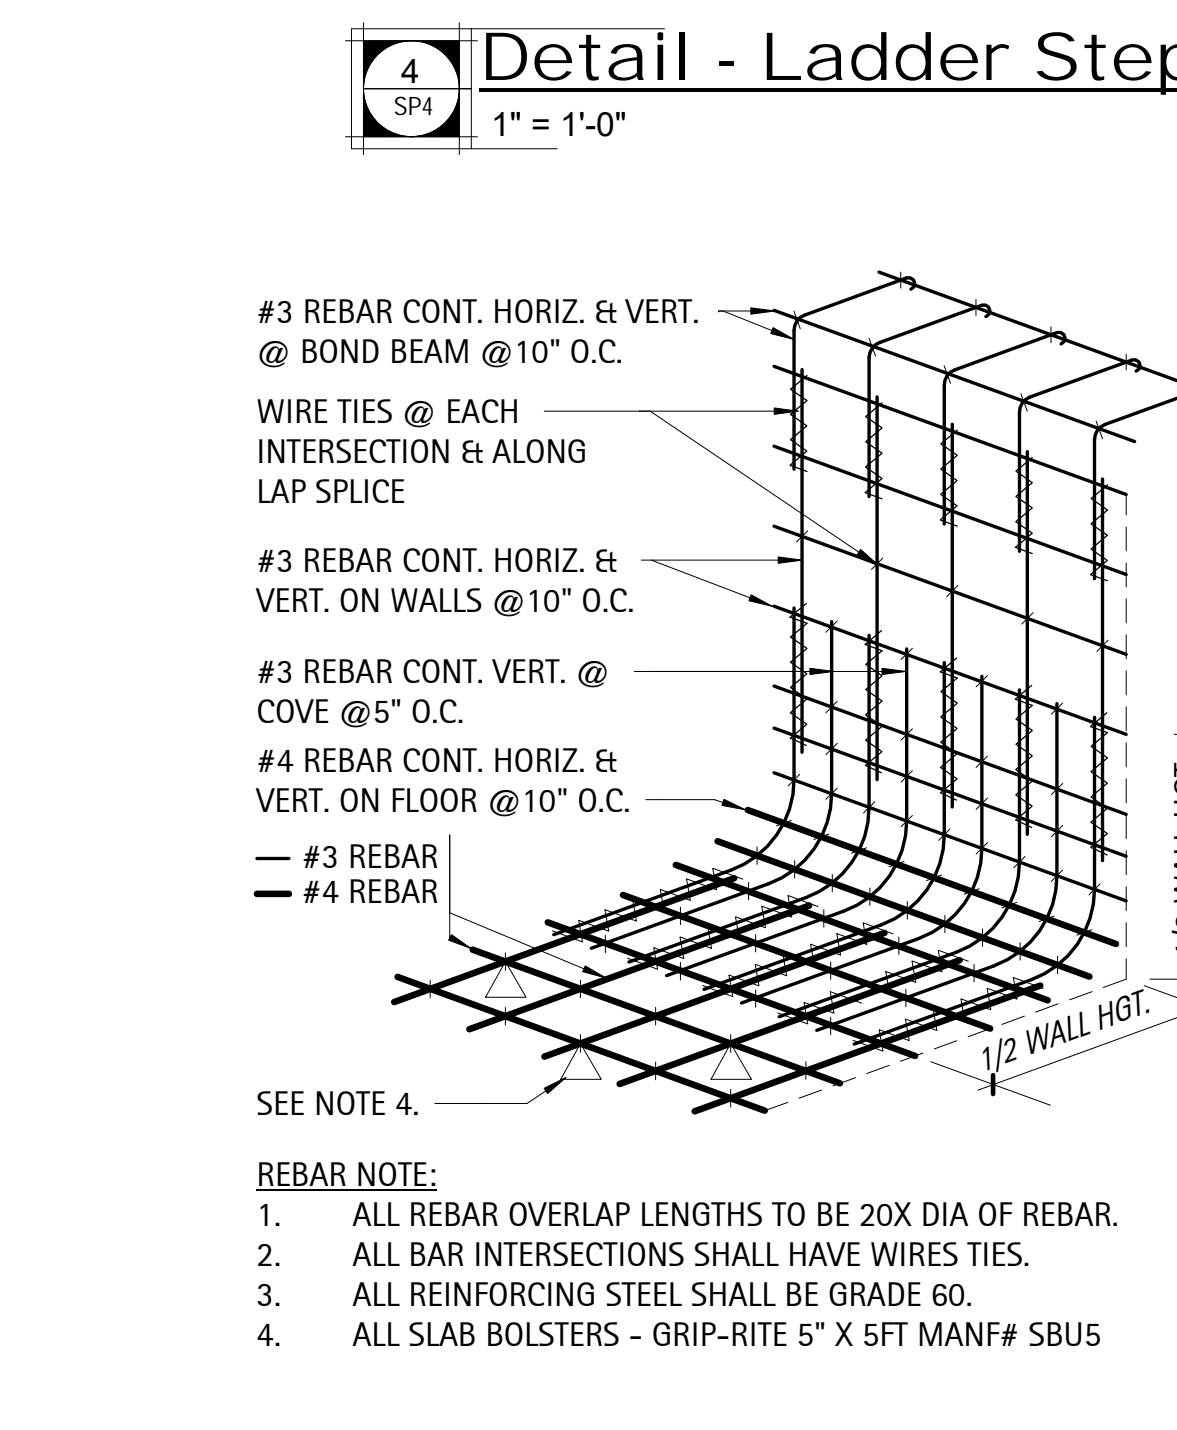 4
SP4
Detail - Ladder Step
1" = 1'-0"
#3 REBAR CONT. HORIZ. & VERT.
@ BOND BEAM @10" O.C.
WIRE TIES @ EACH
INTERSECTION & ALONG
LAP SPLICE
#3 REBAR CONT. HORIZ. &
VERT. ON WALLS @10" O.C.
#3 REBAR CONT. VERT. @
COVE @5" O.C.
#4 REBAR CONT. HORIZ. &
VERT. ON FLOOR @10" O.C.
#3 REBAR
#4 REBAR
1/2 WALL HGT.
SEE NOTE 4.
REBAR NOTE:
1. ALL REBAR OVERLAP LENGTHS TO BE 20X DIA OF REBAR.
2. ALL BAR INTERSECTIONS SHALL HAVE WIRES TIES.
3. ALL REINFORCING STEEL SHALL BE GRADE 60.
4. ALL SLAB BOLSTERS - GRIP-RITE 5" X 5FT MANF# SBU5